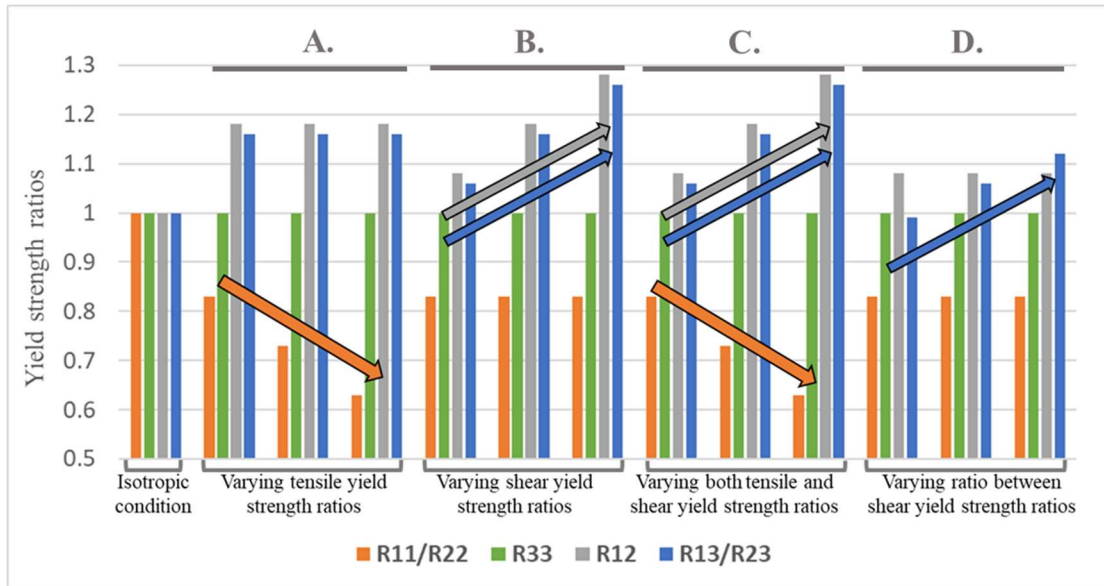 A. B. C. D.
1.3
1.2
1.1
1
0.9
0.8
0.7
0.6
0.5
Yield strength ratios
Isotropic
condition
Varying tensile yield
strength ratios
Varying shear yield
strength ratios
Varying both tensile and
shear yield strength ratios
Varying ratio between
shear yield strength ratios
R11/R22 R33 R12 R13/R23